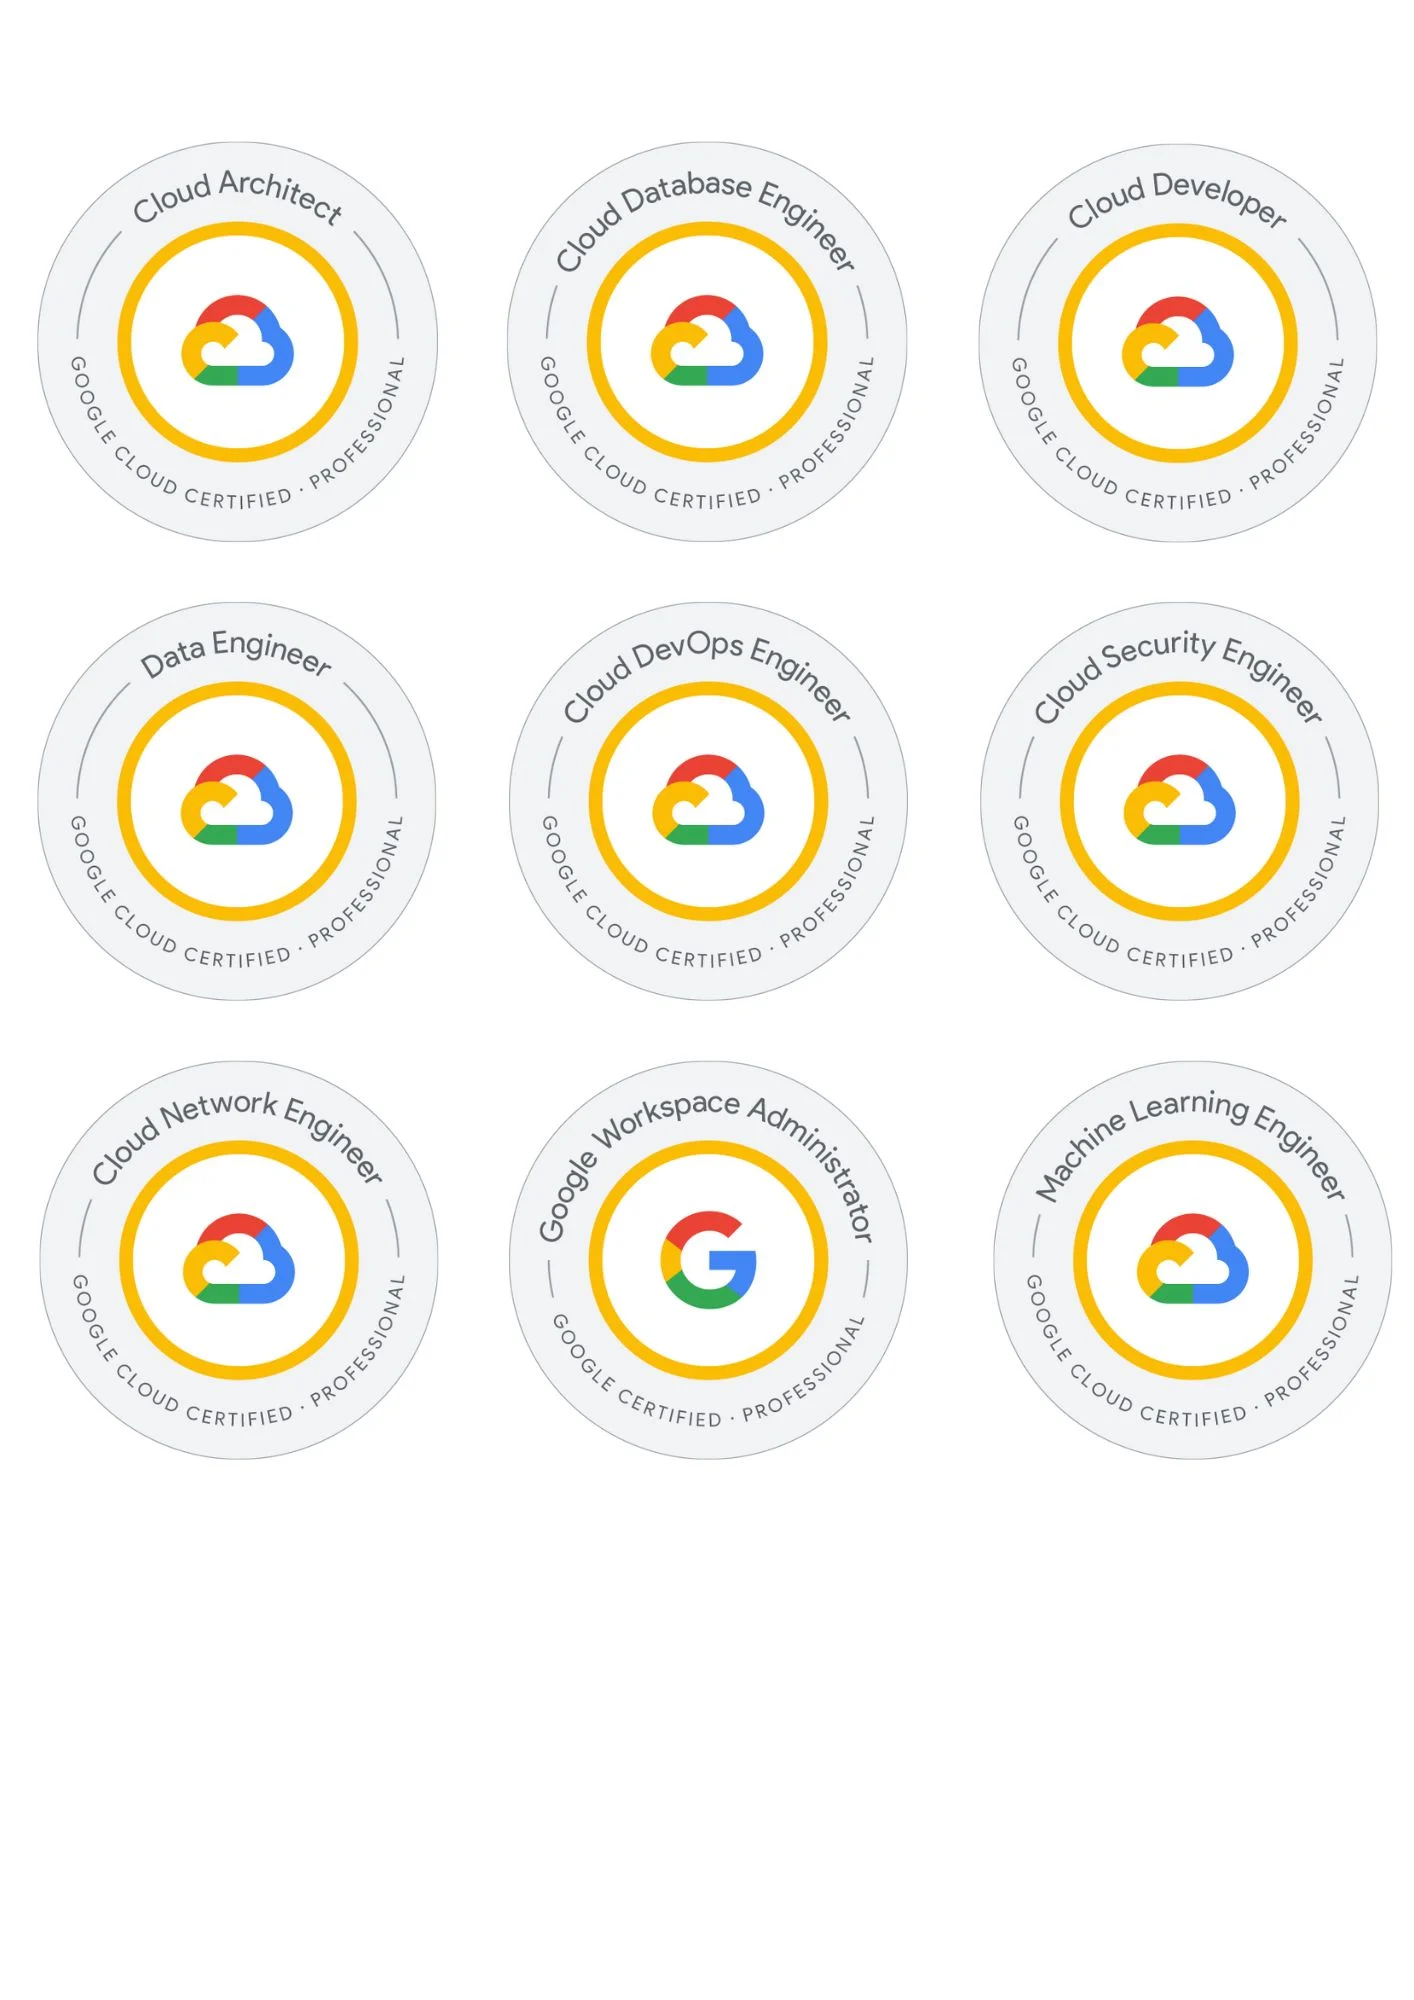 Cloud Architect
GOOGLE CLOUD CERTIFIED · PROFESSIONAL
Cloud Database Engineer
GOOGLE CLOUD CERTIFIED · PROFESSIONAL
Cloud Developer
GOOGLE CLOUD CERTIFIED · PROFESSIONAL
Data Engineer
GOOGLE CLOUD CERTIFIED · PROFESSIONAL
Cloud DevOps Engineer
GOOGLE CLOUD CERTIFIED · PROFESSIONAL
Cloud Security Engineer
GOOGLE CLOUD CERTIFIED · PROFESSIONAL
Cloud Network Engineer
GOOGLE CLOUD CERTIFIED · PROFESSIONAL
Google Workspace Administrator
GOOGLE CERTIFIED · PROFESSIONAL
Machine Learning Engineer
GOOGLE CLOUD CERTIFIED · PROFESSIONAL